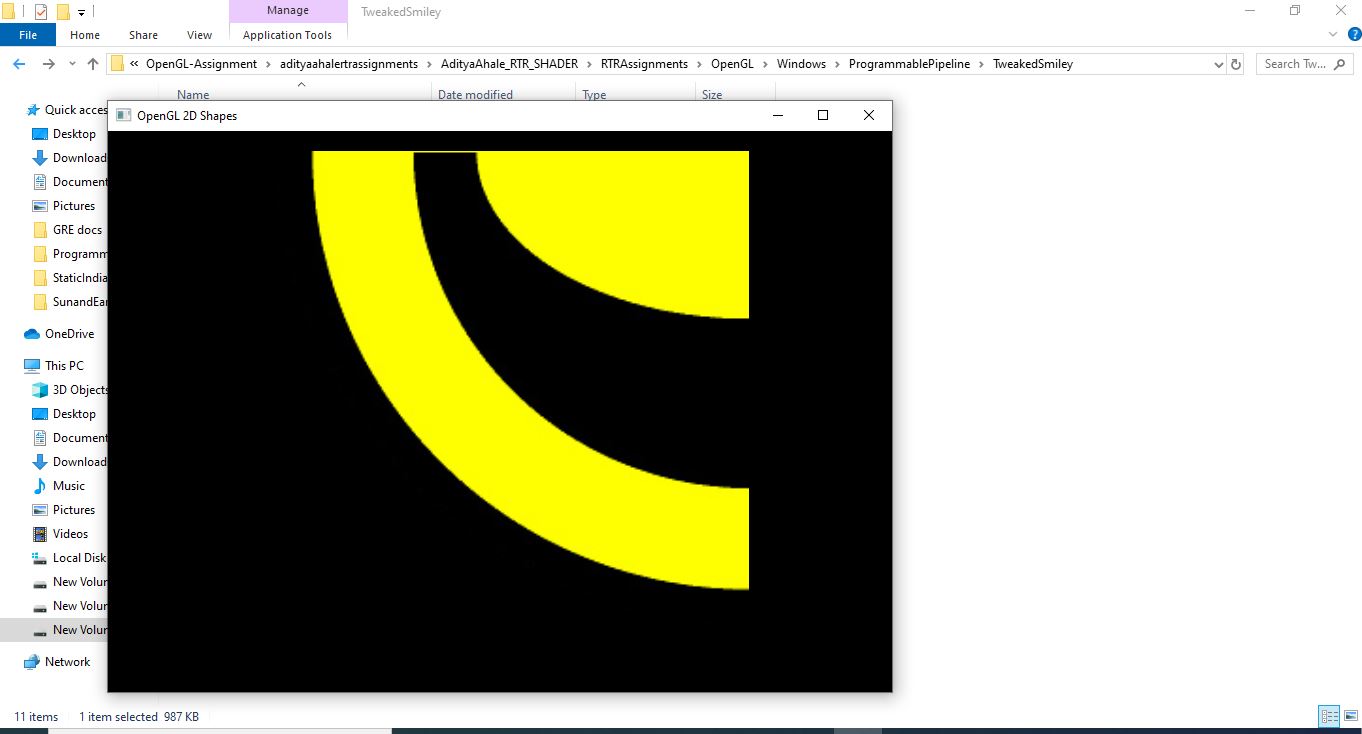 Manage
TweakedSmiley
File
Home
Share
View
Application Tools
« OpenGL-Assignment › adityaahalertrassignments › AdityaAhale_RTR_SHADER › RTRAssignments › OpenGL › Windows › ProgrammablePipeline › TweakedSmiley
Search Tw...
Name
Date modified
Type
Size
Quick acces
OpenGL 2D Shapes
Desktop
Download
Document
Pictures
GRE docs
Programm
StaticIndia
SunandEar
OneDrive
This PC
3D Objects
Desktop
Document
Download
Music
Pictures
Videos
Local Disk
New Volur
New Volur
New Volur
Network
11 items
1 item selected 987 KB